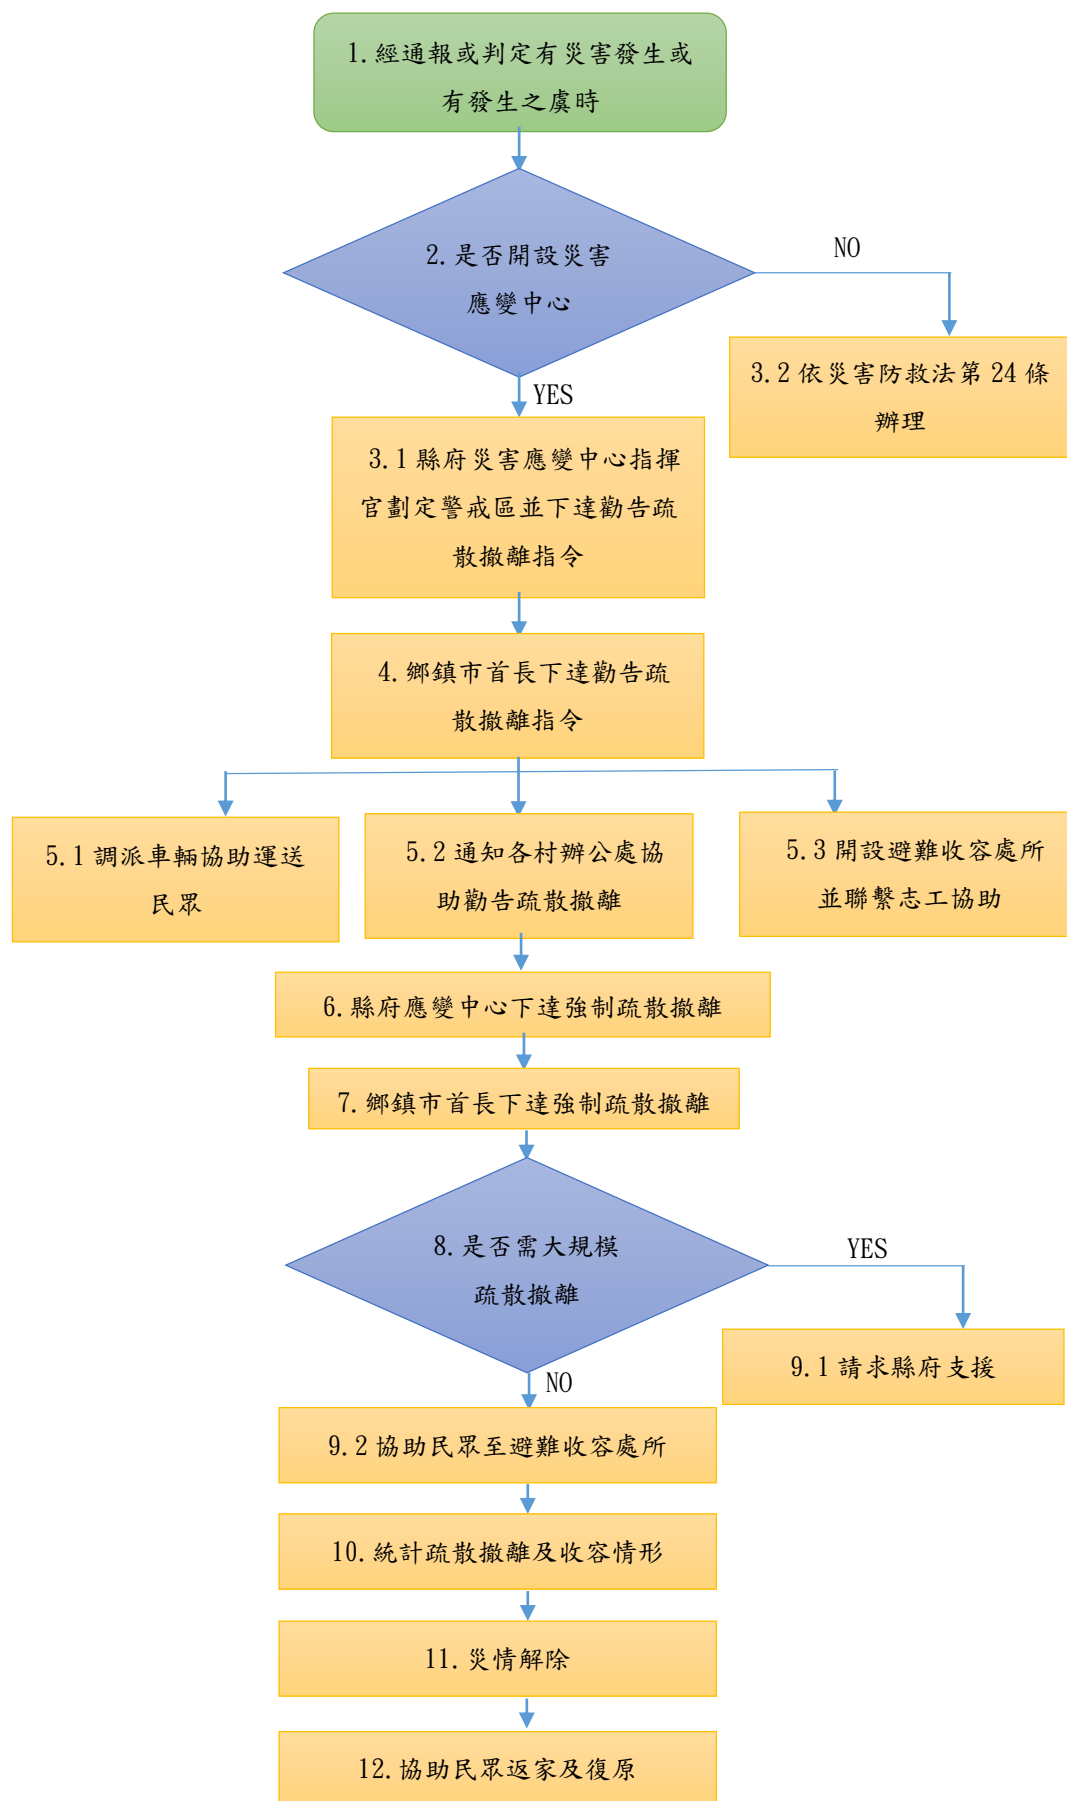 1.經通報或判定有災害發生或
有發生之虞時
2.是否開設災害
應變中心
NO
3.2 依災害防救法第 24 條
辦理
YES
3.1 縣府災害應變中心指揮
官劃定警戒區並下達勸告疏
散撤離指令
4.鄉鎮市首長下達勸告疏
散撤離指令
5.1 調派車輛協助運送
民眾
5.2 通知各村辦公處協
助勸告疏散撤離
5.3 開設避難收容處所
並聯繫志工協助
6.縣府應變中心下達強制疏散撤離
7.鄉鎮市首長下達強制疏散撤離
8.是否需大規模
疏散撤離
YES
9.1 請求縣府支援
NO
9.2 協助民眾至避難收容處所
10.統計疏散撤離及收容情形
11.災情解除
12.協助民眾返家及復原